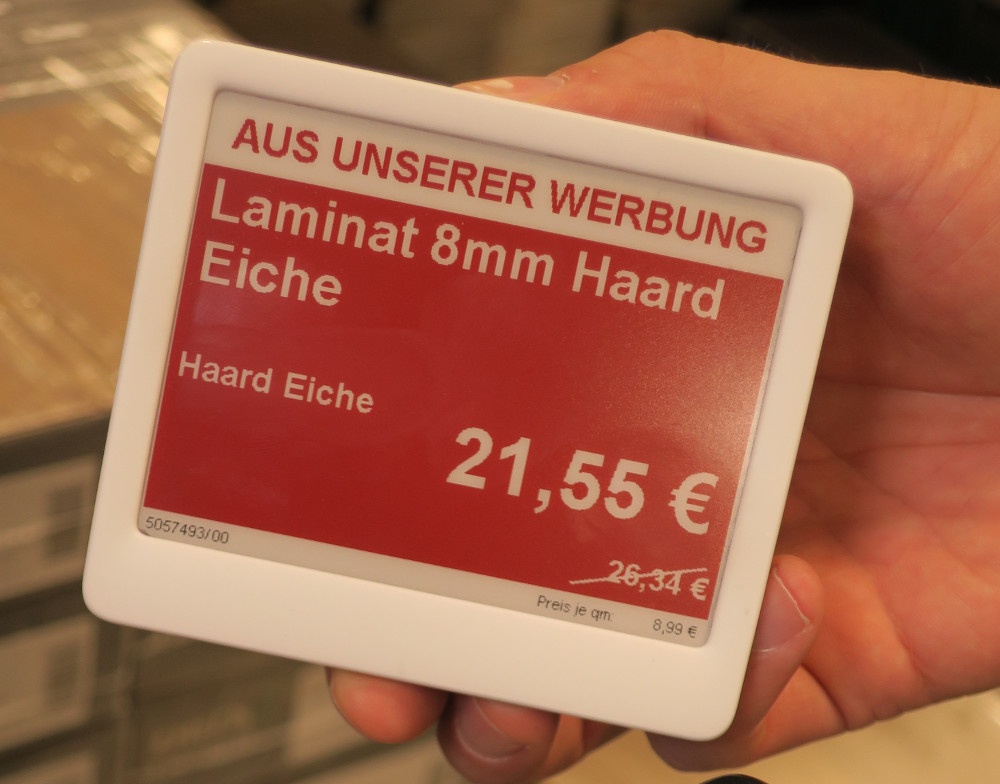 AUS UNSERER WERBUNG
Laminat 8mm Haard
Eiche
Haard Eiche
21,55 €
26,34 €
5057493/00
Preis je qm: 8,99 €